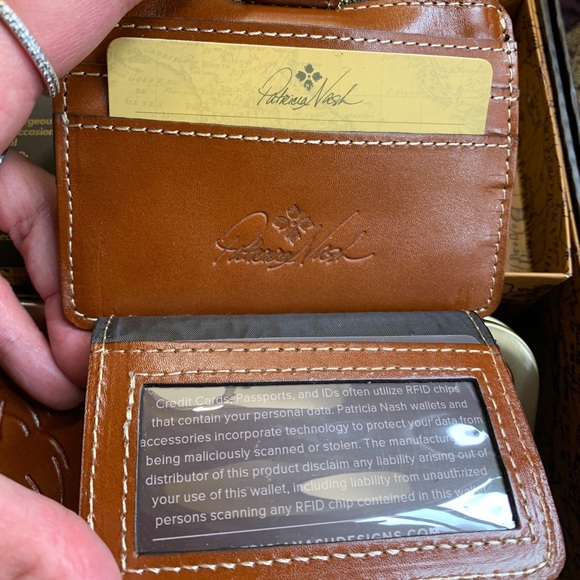 Patricia Nash
Patricia Nash
Credit Cards, Passports, and IDs often utilize RFID chips
that contain your personal data. Patricia Nash wallets and
accessories incorporate technology to protect your data from
being maliciously scanned or stolen. The manufacturer
distributor of this product disclaim any liability arising out of
your use of this wallet, including liability from unauthrized
persons scanning any RFID chip contained in this wallet
occasion